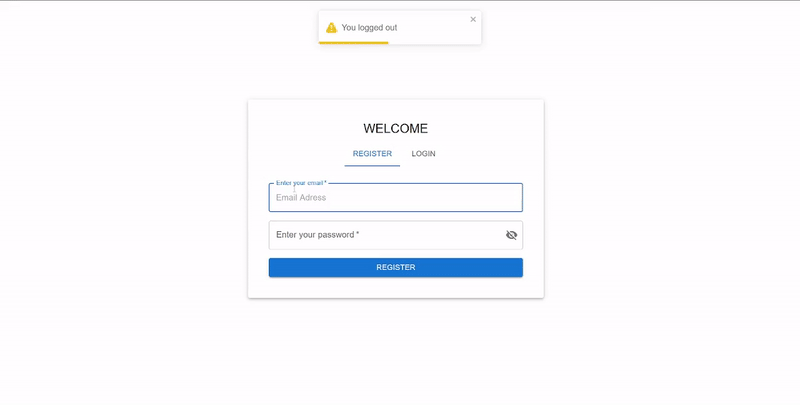 You logged out
WELCOME
REGISTER LOGIN
Enter your email *
Email Adress
Enter your password *
REGISTER